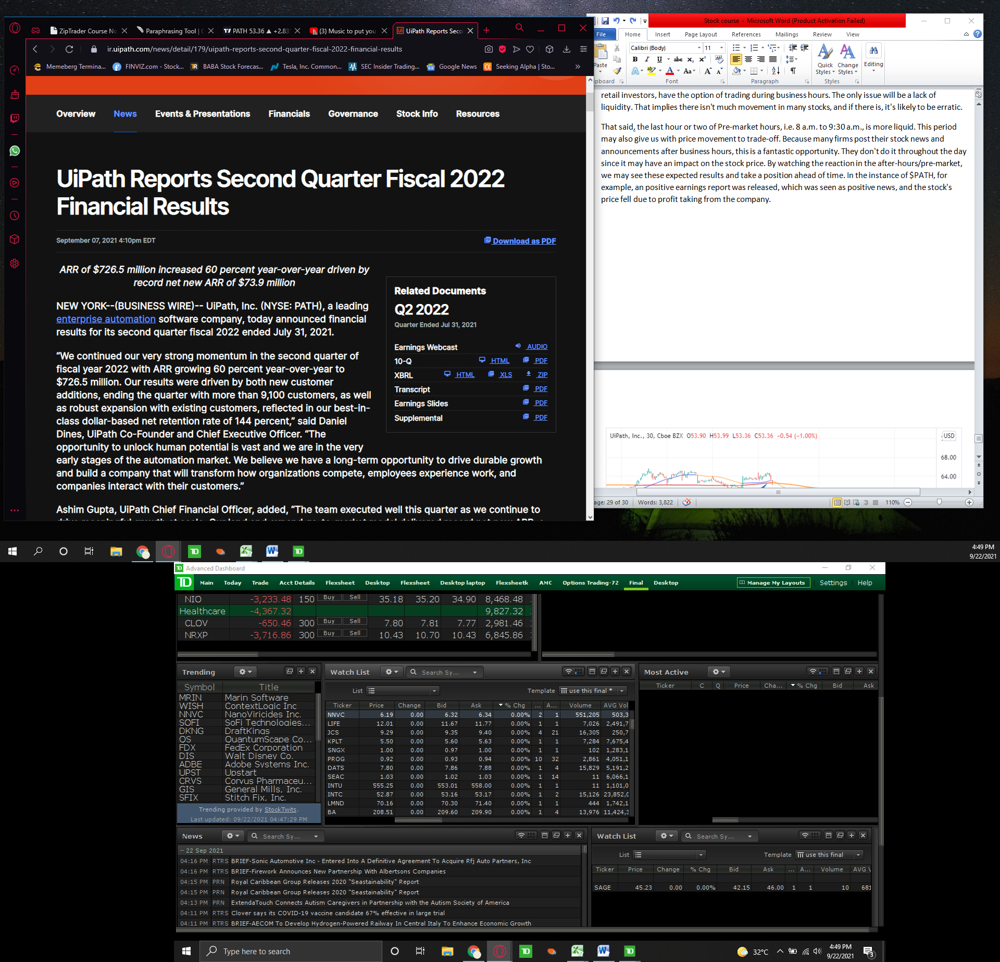 ZipTrader Course No
Paraphrasing Tool |
PATH 53.36 ▲ +2.83
(3) Music to put you
UiPath Reports Seco
ir.uipath.com/news/detail/179/uipath-reports-second-quarter-fiscal-2022-financial-results
Memeberg Termina...
FINVIZ.com - Stock...
BABA Stock Forecas...
Tesla, Inc. Common...
SEC Insider Trading...
Google News
Seeking Alpha | Sto...
Overview News Events & Presentations Financials Governance Stock Info Resources
UiPath Reports Second Quarter Fiscal 2022
Financial Results
September 07, 2021 4:10pm EDT
Download as PDF
ARR of $726.5 million increased 60 percent year-over-year driven by
record net new ARR of $73.9 million
NEW YORK--(BUSINESS WIRE)-- UiPath, Inc. (NYSE: PATH), a leading
enterprise automation software company, today announced financial
results for its second quarter fiscal 2022 ended July 31, 2021.
“We continued our very strong momentum in the second quarter of
fiscal year 2022 with ARR growing 60 percent year-over-year to
$726.5 million. Our results were driven by both new customer
additions, ending the quarter with more than 9,100 customers, as well
as robust expansion with existing customers, reflected in our best-in-
class dollar-based net retention rate of 144 percent,” said Daniel
Dines, UiPath Co-Founder and Chief Executive Officer. “The
opportunity to unlock human potential is vast and we are in the very
early stages of the automation market. We believe we have a long-term opportunity to drive durable growth
and build a company that will transform how organizations compete, employees experience work, and
companies interact with their customers.”
Ashim Gupta, UiPath Chief Financial Officer, added, “The team executed well this quarter as we continue to
Related Documents
Q2 2022
Quarter Ended Jul 31, 2021
Earnings Webcast AUDIO
10-Q HTML PDF
XBRL HTML XLS ZIP
Transcript PDF
Earnings Slides PDF
Supplemental PDF
Stock course - Microsoft Word (Product Activation Failed)
File Home Insert Page Layout References Mailings Review View
Calibri (Body) 11
Paste
Quick Styles
Change Styles
Editing
pboard Font Paragraph Styles
retail investors, have the option of trading during business hours. The only issue will be a lack of
liquidity. That implies there isn't much movement in many stocks, and if there is, it's likely to be erratic.
That said, the last hour or two of Pre-market hours, i.e. 8 a.m. to 9:30 a.m., is more liquid. This period
may also give us with price movement to trade-off. Because many firms post their stock news and
announcements after business hours, this is a fantastic opportunity. They don't do it throughout the day
since it may have an impact on the stock price. By watching the reaction in the after-hours/pre-market,
we may see these expected results and take a position ahead of time. In the instance of $PATH, for
example, an positive earnings report was released, which was seen as positive news, and the stock's
price fell due to profit taking from the company.
UiPath, Inc., 30, Cboe BZX O53.90 H53.99 L53.36 C53.36 −0.54 (−1.00%)
USD
68.00
64.00
age: 29 of 30 Words: 3,822 110%
4:49 PM
9/22/2021
TD Advanced Dashboard
TD Main Today Trade Acct Details Flexsheet Desktop Flexsheet Desktop laptop Flexsheetk AMC Options Trading-72 Final Desktop Manage My Layouts Settings Help
NIO -3,233.48 150 Buy Sell 35.18 35.20 34.90 8,468.48
Healthcare -4,367.32 9,827.32
CLOV -650.46 300 Buy Sell 7.80 7.81 7.77 2,981.46
NRXP -3,716.86 300 Buy Sell 10.43 10.70 10.43 6,845.86
Trending
Symbol Title
MRIN Marin Software
WISH ContextLogic Inc
NNVC NanoViricides Inc.
SOFI SoFi Technologies...
DKNG DraftKings
QS QuantumScape Co...
FDX FedEx Corporation
DIS Walt Disney Co.
ADBE Adobe Systems Inc.
UPST Upstart
CRVS Corvus Pharmaceu...
GIS General Mills, Inc.
SFIX Stitch Fix, Inc.
Trending provided by StockTwits.
Last updated: 09/22/2021 04:47:29 PM
Watch List Search Sy...
List Template use this final *
Ticker Price Change Bid Ask % Chg ... A... Volume AVG Vol
NNVC 6.19 0.00 6.32 6.34 0.00% 2 1 551,205 503,3
LIFE 12.01 0.00 11.67 11.77 0.00% 1 1 7,026 2,491,7
JCS 9.29 0.00 9.35 9.40 0.00% 4 21 16,305 250,7
KPLT 5.50 0.00 5.60 5.63 0.00% 1 1 7,284 7,675,4
SNGX 1.00 0.00 0.97 1.00 0.00% 1 1 102 1,283,1
PROG 0.92 0.00 0.93 0.94 0.00% 10 32 2,861 4,051,1
DATS 7.80 0.00 7.86 7.88 0.00% 1 4 15,829 5,191,2
SEAC 1.03 0.00 1.02 1.03 0.00% 1 14 11 6,066,1
INTU 555.25 0.00 553.01 558.00 0.00% 1 1 11 1,101,0
INTC 52.87 0.00 53.16 53.17 0.00% 1 2 15,126 23,852,0
LMND 70.16 0.00 70.30 71.40 0.00% 1 1 444 1,742,1
BA 208.51 0.00 209.60 209.90 0.00% 1 4 13,976 11,424,3
Most Active
Ticker C Q Price Cha... % Chg Bid Ask
News Search Sy...
22 Sep 2021
04:16 PM RTRS BRIEF-Sonic Automotive Inc - Entered Into A Definitive Agreement To Acquire Rfj Auto Partners, Inc
04:16 PM RTRS BRIEF-Firework Announces New Partnership With Albertsons Companies
04:15 PM PRN Royal Caribbean Group Releases 2020 "Seastainability" Report
04:15 PM PRN Royal Caribbean Group Releases 2020 "Seastainability" Report
04:13 PM PRN ExtendaTouch Connects Autism Caregivers in Partnership with the Autism Society of America
04:11 PM RTRS Clover says its COVID-19 vaccine candidate 67% effective in large trial
04:11 PM RTRS BRIEF-AECOM To Develop Hydrogen-Powered Railway In Central Italy To Enhance Economic Growth
Watch List Search Sy...
List Template use this final
Ticker Price Change % Chg Bid Ask ... A... Volume AVG V
SAGE 45.23 0.00 0.00% 42.15 46.00 1 1 10 681
Type here to search
32°C
4:49 PM
9/22/2021
3